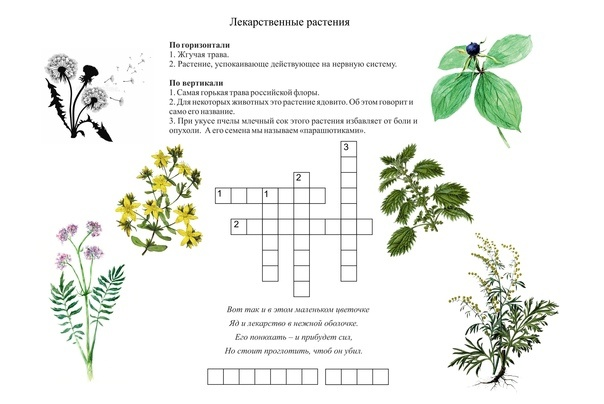 Лекарственные растения
По горизонтали
1. Жгучая трава.
2. Растение, успокаивающе действующее на нервную систему.
По вертикали
1. Самая горькая трава российской флоры.
2. Для некоторых животных это растение ядовито. Об этом говорит и
само его название.
3. При укусе пчелы млечный сок этого растения избавляет от боли и
опухоли. А его семена мы называем «парашютиками».
3
2
1 1
2
Вот так и в этом маленьком цветочке
Яд и лекарство в нежной оболочке.
Его понюхать – и прибудет сил,
Но стоит проглотить, чтоб он убил.